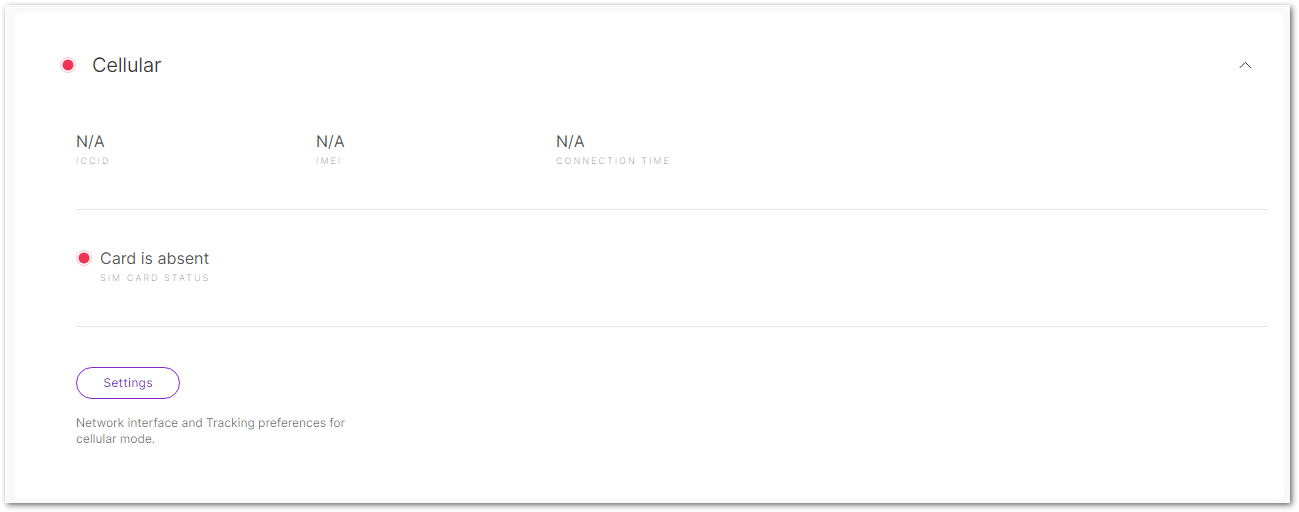 Cellular
N/A N/A N/A
ICCID IMEI CONNECTION TIME
Card is absent
SIM CARD STATUS
Settings
Network interface and Tracking preferences for
cellular mode.